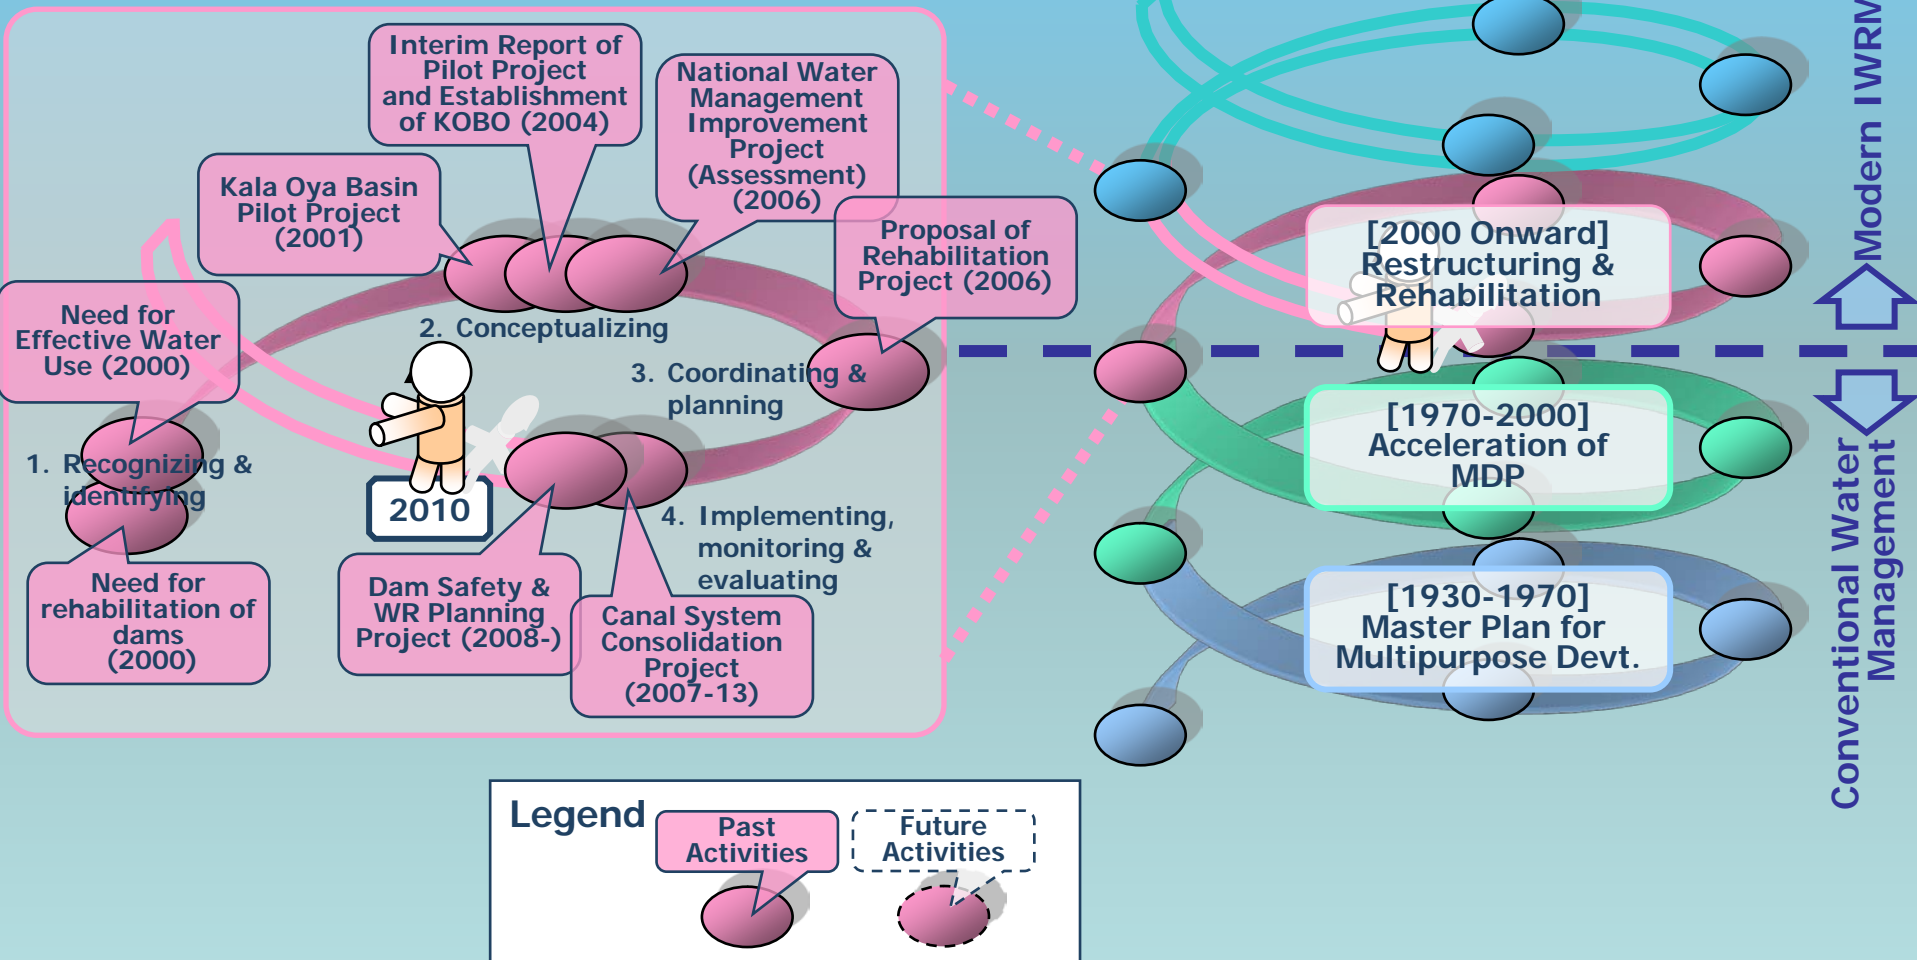 Interim Report of
Pilot Project
and Establishment
of KOBO (2004)
National Water
Management
Improvement
Project
(Assessment)
(2006)
Kala Oya Basin
Pilot Project
(2001)
Proposal of
Rehabilitation
Project (2006)
Need for
Effective Water
Use (2000)
2. Conceptualizing
3. Coordinating &
planning
1. Recognizing &
identifying
2010
4. Implementing,
monitoring &
evaluating
Need for
rehabilitation of
dams
(2000)
Dam Safety &
WR Planning
Project (2008-)
Canal System
Consolidation
Project
(2007-13)
[2000 Onward]
Restructuring &
Rehabilitation
[1970-2000]
Acceleration of
MDP
[1930-1970]
Master Plan for
Multipurpose Devt.
Modern IWRM
Conventional Water
Management
Legend
Past
Activities
Future
Activities